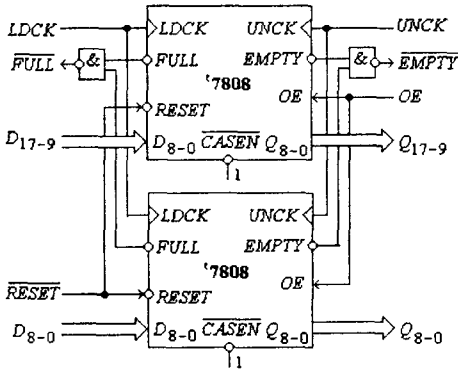 LDCK LDCK UNCK UNCK
FULL & FULL EMPTY & EMPTY
'7808
RESET OE OE
D17-9 D8-0 CASEN Q8-0 Q17-9
1
LDCK UNCK
FULL EMPTY
'7808
OE
RESET RESET
D8-0 D8-0 CASEN Q8-0 Q8-0
1